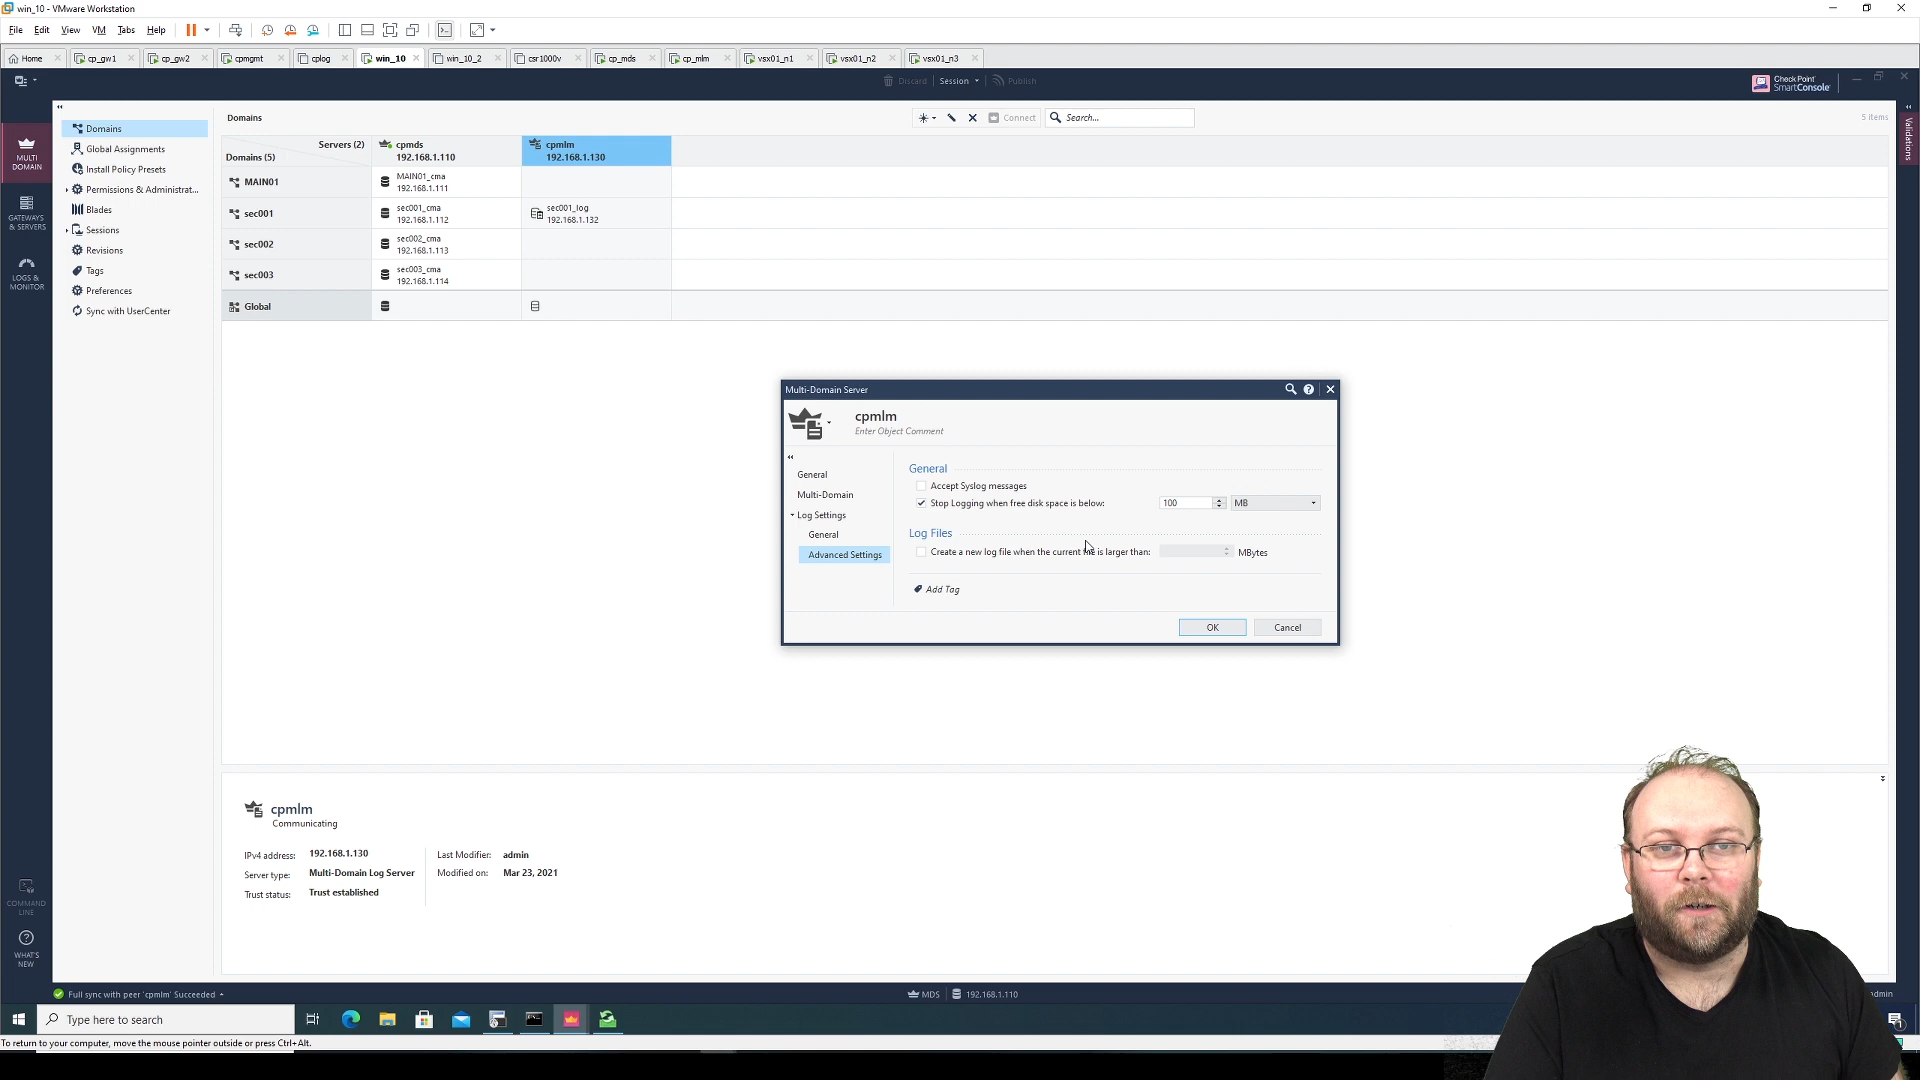 win_10 - VMware Workstation
File Edit View VM Tabs Help
Home cp_gw1 cp_gw2 cpmgmt cplog win_10 win_10_2 csr1000v cp_mds cp_mlm vsx01_n1 vsx01_n2 vsx01_n3
Discard Session Publish
Check Point SmartConsole
MULTI DOMAIN
GATEWAYS & SERVERS
LOGS & MONITOR
COMMAND LINE
WHAT'S NEW
Domains
Global Assignments
Install Policy Presets
Permissions & Administrat...
Blades
Sessions
Revisions
Tags
Preferences
Sync with UserCenter
Domains
Connect Search... 5 items
Validations
Servers (2) cpmds cpmlm
Domains (5) 192.168.1.110 192.168.1.130
MAIN01 MAIN01_cma
192.168.1.111
sec001 sec001_cma sec001_log
192.168.1.112 192.168.1.132
sec002 sec002_cma
192.168.1.113
sec003 sec003_cma
192.168.1.114
Global
Multi-Domain Server
cpmlm
Enter Object Comment
General
Multi-Domain
Log Settings
General
Advanced Settings
General
Accept Syslog messages
Stop Logging when free disk space is below: 100 MB
Log Files
Create a new log file when the current file is larger than: MBytes
Add Tag
OK Cancel
cpmlm
Communicating
IPv4 address: 192.168.1.130
Server type: Multi-Domain Log Server
Trust status: Trust established
Last Modifier: admin
Modified on: Mar 23, 2021
Full sync with peer 'cpmlm' Succeeded
MDS 192.168.1.110
admin
Type here to search
To return to your computer, move the mouse pointer outside or press Ctrl+Alt.